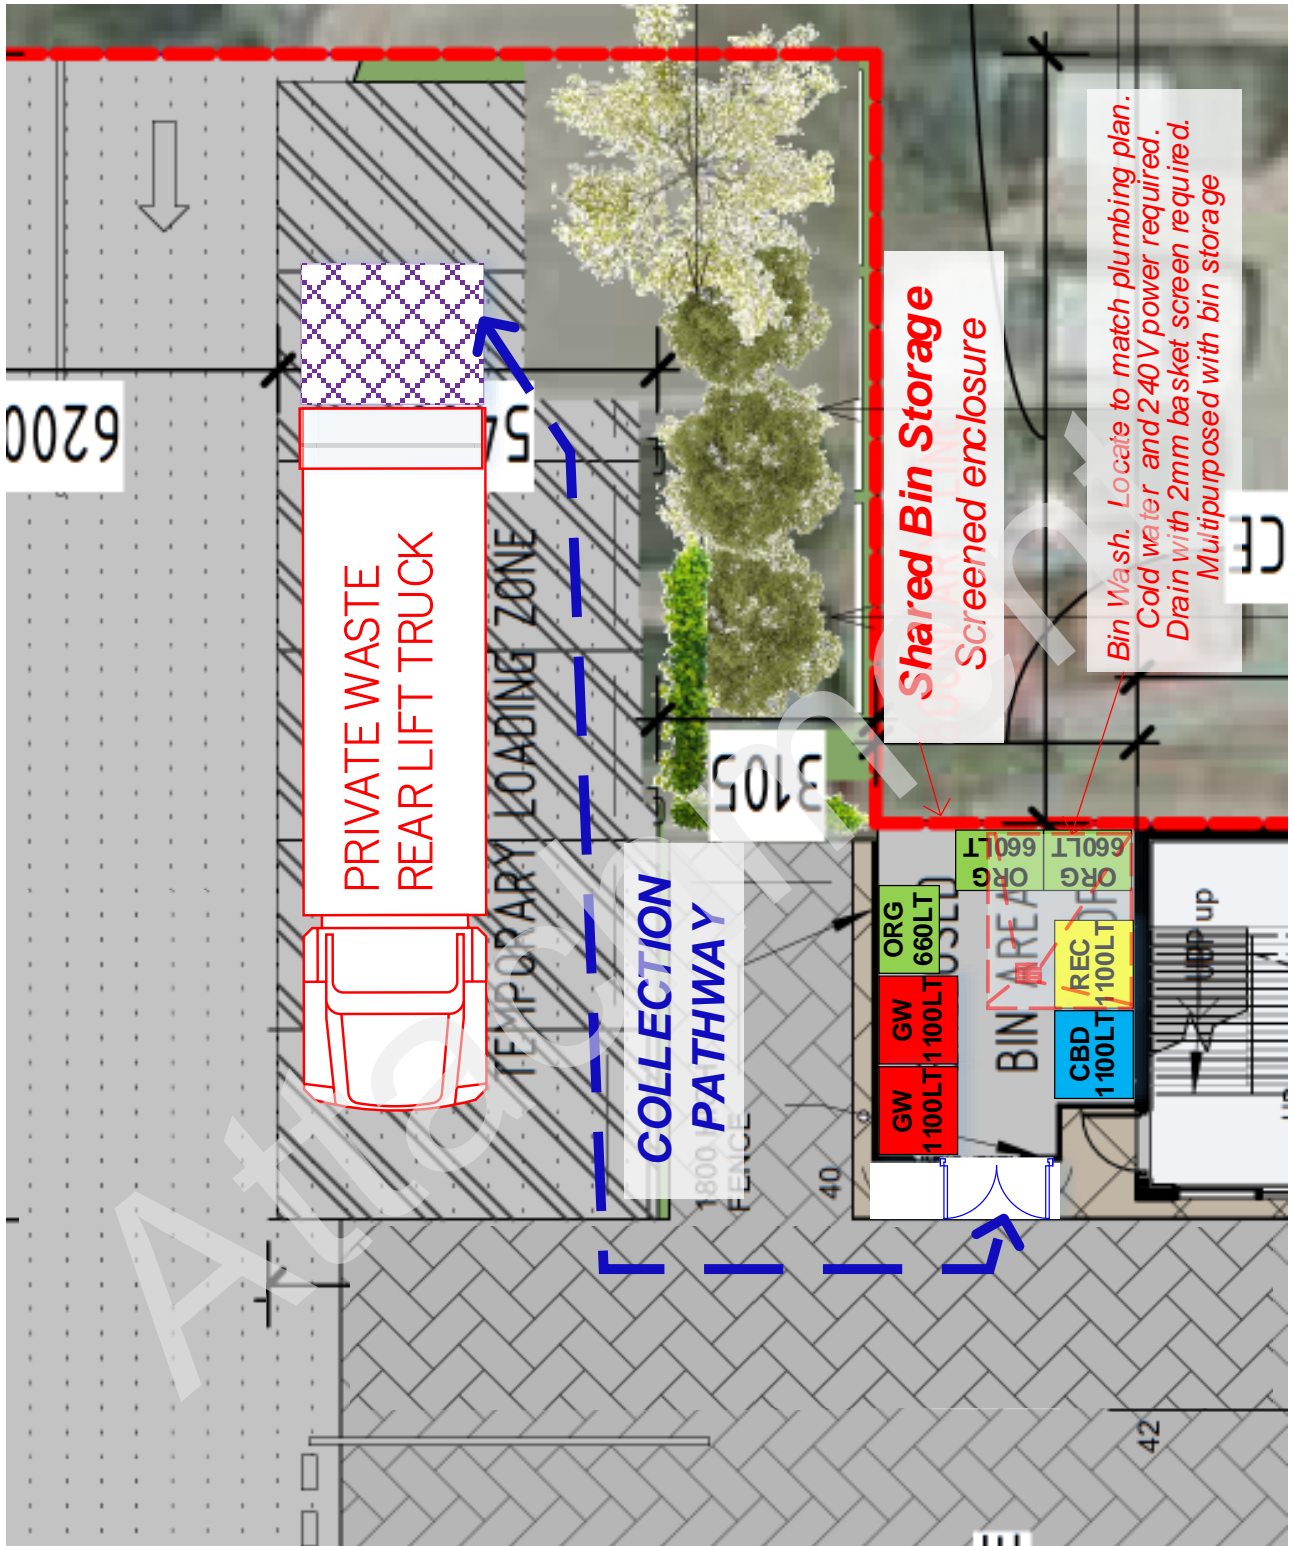 6200
PRIVATE WASTE
REAR LIFT TRUCK
TEMPORARY LOADING ZONE
COLLECTION
PATHWAY
FENCE
3105
40
Shared Bin Storage
Screened enclosure
Bin Wash. Locate to match plumbing plan.
Cold water and 240V power required.
Drain with 2mm basket screen required.
Multipurposed with bin storage
ORG
660LT
ORG
660LT
ORG
660LT
GW
1100LT
GW
1100LT
REC
1100LT
CBD
1100LT
BIN AREA
up
42
Attachment